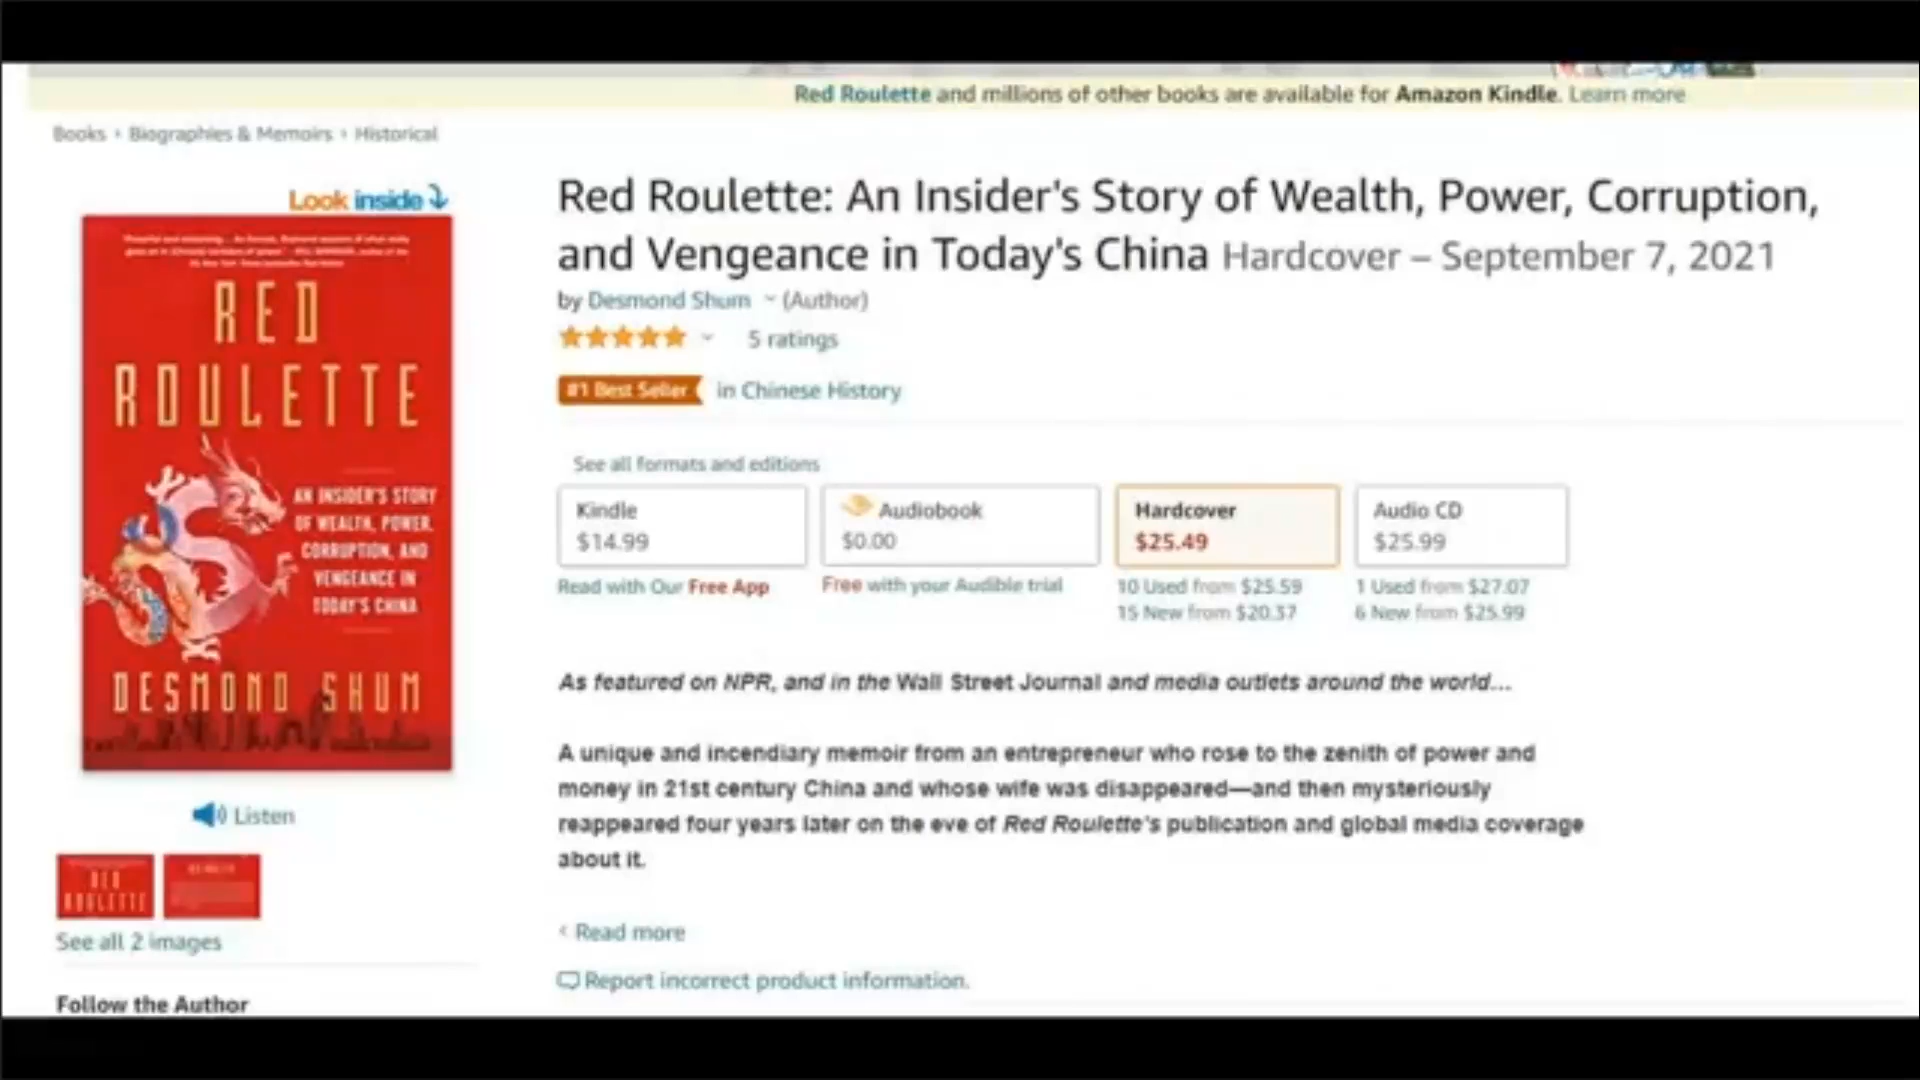 Red Roulette and millions of other books are available for Amazon Kindle. Learn more
Books › Biographies & Memoirs › Historical
Look inside
RED
ROULETTE
AN INSIDER'S STORY
OF WEALTH, POWER,
CORRUPTION, AND
VENGEANCE IN
TODAY'S CHINA
DESMOND SHUM
Listen
RED
ROULETTE
See all 2 images
Follow the Author
Red Roulette: An Insider's Story of Wealth, Power, Corruption,
and Vengeance in Today's China Hardcover – September 7, 2021
by Desmond Shum (Author)
5 ratings
#1 Best Seller in Chinese History
See all formats and editions
Kindle
$14.99
Read with Our Free App
Audiobook
$0.00
Free with your Audible trial
Hardcover
$25.49
10 Used from $25.59
15 New from $20.37
Audio CD
$25.99
1 Used from $27.07
6 New from $25.99
As featured on NPR, and in the Wall Street Journal and media outlets around the world...
A unique and incendiary memoir from an entrepreneur who rose to the zenith of power and
money in 21st century China and whose wife was disappeared—and then mysteriously
reappeared four years later on the eve of Red Roulette's publication and global media coverage
about it.
‹ Read more
Report incorrect product information.